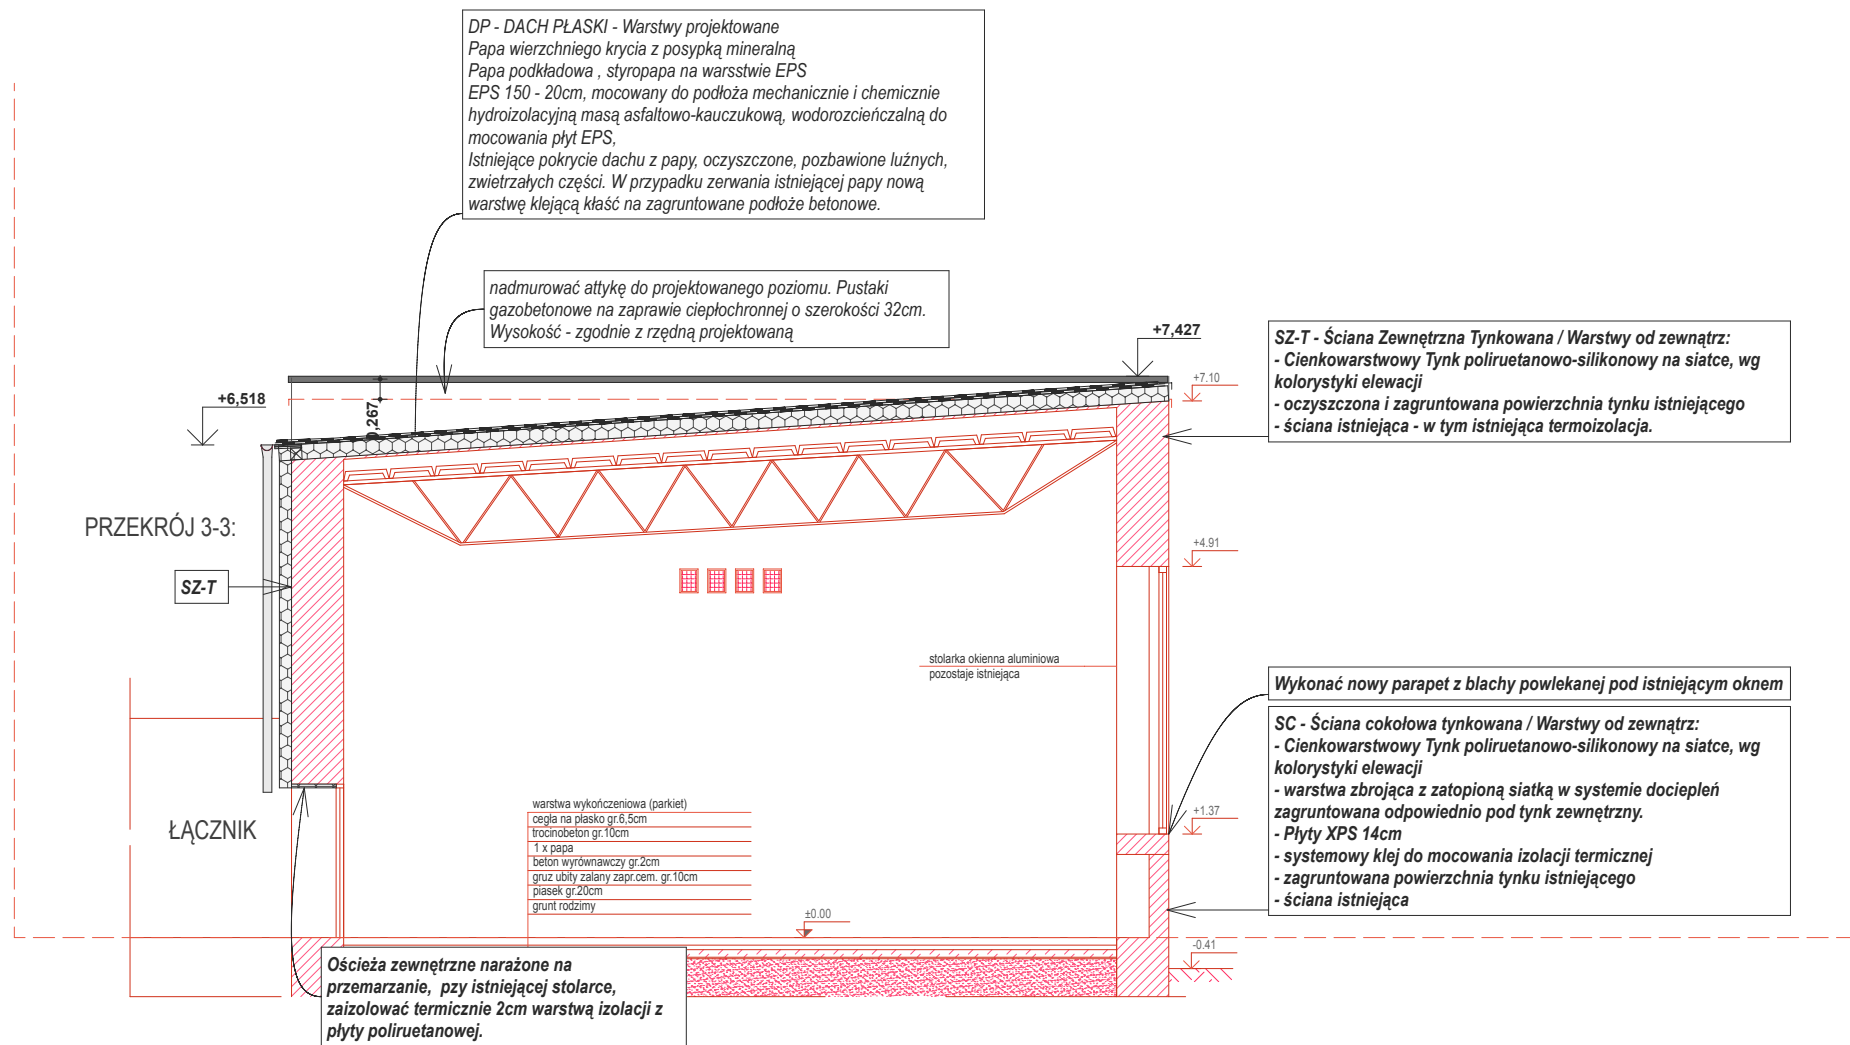 DP - DACH PŁASKI - Warstwy projektowane
Papa wierzchniego krycia z posypką mineralną
Papa podkładowa , styropapa na warsstwie EPS
EPS 150 - 20cm, mocowany do podłoża mechanicznie i chemicznie
hydroizolacyjną masą asfaltowo-kauczukową, wodorozcieńczalną do
mocowania płyt EPS,
Istniejące pokrycie dachu z papy, oczyszczone, pozbawione luźnych,
zwietrzałych części. W przypadku zerwania istniejącej papy nową
warstwę klejącą kłaść na zagruntowane podłoże betonowe.
nadmurować attykę do projektowanego poziomu. Pustaki
gazobetonowe na zaprawie ciepłochronnej o szerokości 32cm.
Wysokość - zgodnie z rzędną projektowaną
+7,427
SZ-T - Ściana Zewnętrzna Tynkowana / Warstwy od zewnątrz:
- Cienkowarstwowy Tynk poliruetanowo-silikonowy na siatce, wg
kolorystyki elewacji
- oczyszczona i zagruntowana powierzchnia tynku istniejącego
- ściana istniejąca - w tym istniejąca termoizolacja.
+7.10
+6,518
0,267
PRZEKRÓJ 3-3:
+4.91
SZ-T
stolarka okienna aluminiowa
pozostaje istniejąca
Wykonać nowy parapet z blachy powlekanej pod istniejącym oknem
SC - Ściana cokołowa tynkowana / Warstwy od zewnątrz:
- Cienkowarstwowy Tynk poliruetanowo-silikonowy na siatce, wg
kolorystyki elewacji
- warstwa zbrojąca z zatopioną siatką w systemie dociepleń
zagruntowana odpowiednio pod tynk zewnętrzny.
- Płyty XPS 14cm
- systemowy klej do mocowania izolacji termicznej
- zagruntowana powierzchnia tynku istniejącego
- ściana istniejąca
+1.37
ŁĄCZNIK
warstwa wykończeniowa (parkiet)
cegła na płasko gr.6,5cm
trocinobeton gr.10cm
1 x papa
beton wyrównawczy gr.2cm
gruz ubity zalany zapr.cem. gr.10cm
piasek gr.20cm
grunt rodzimy
±0.00
-0.41
Ościeża zewnętrzne narażone na
przemarzanie, pzy istniejącej stolarce,
zaizolować termicznie 2cm warstwą izolacji z
płyty poliruetanowej.